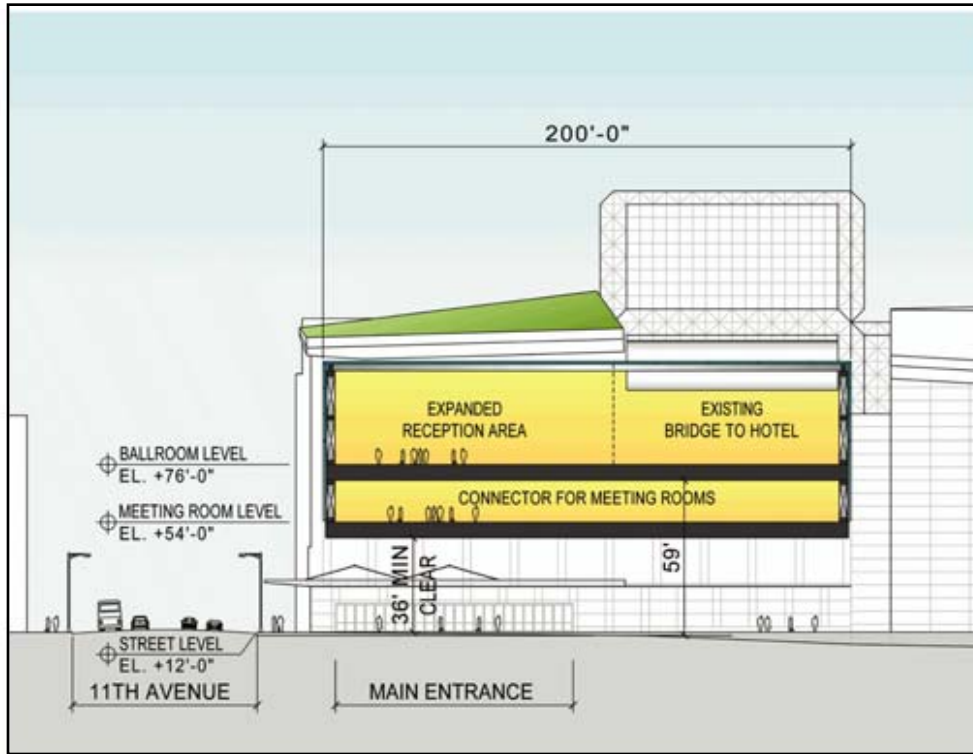 200'-0"
EXPANDED
RECEPTION AREA
EXISTING
BRIDGE TO HOTEL
BALLROOM LEVEL
EL. +76'-0"
CONNECTOR FOR MEETING ROOMS
MEETING ROOM LEVEL
EL. +54'-0"
36' MIN
CLEAR
59'
STREET LEVEL
EL. +12'-0"
11TH AVENUE
MAIN ENTRANCE